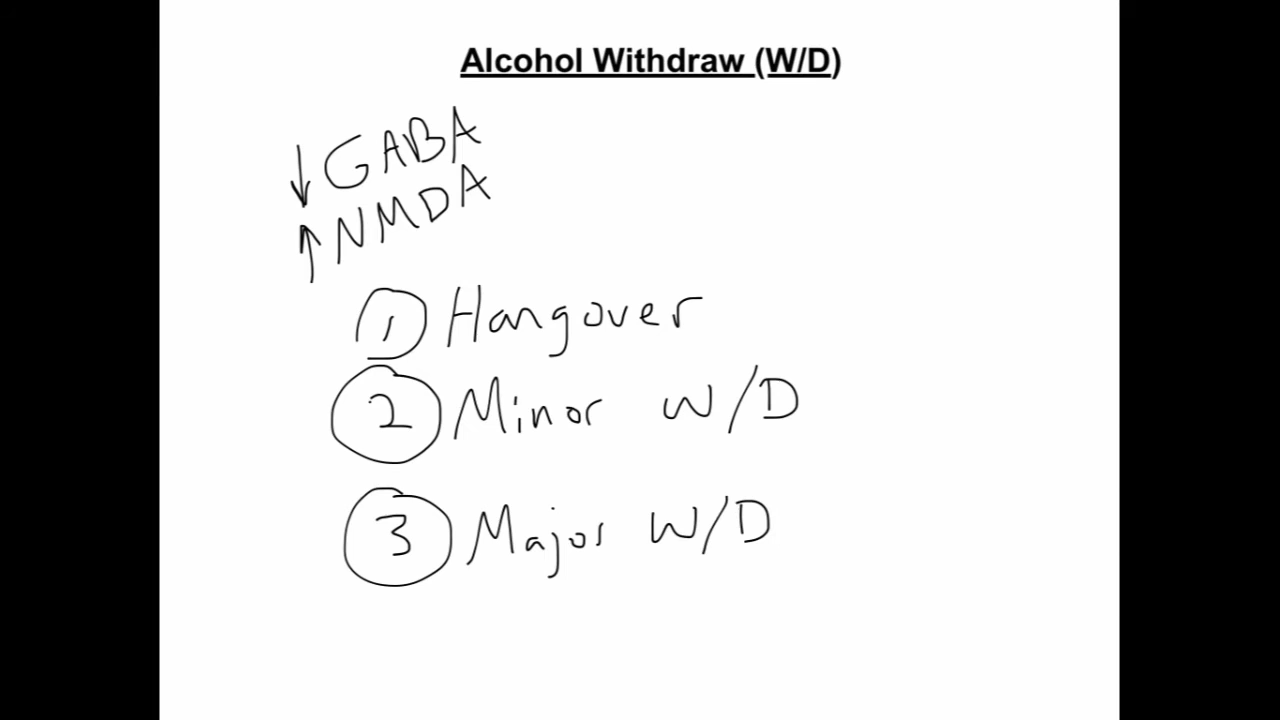 Alcohol Withdraw (W/D)
↓ GABA
↑ NMDA
1 Hangover
2 Minor W/D
3 Major W/D